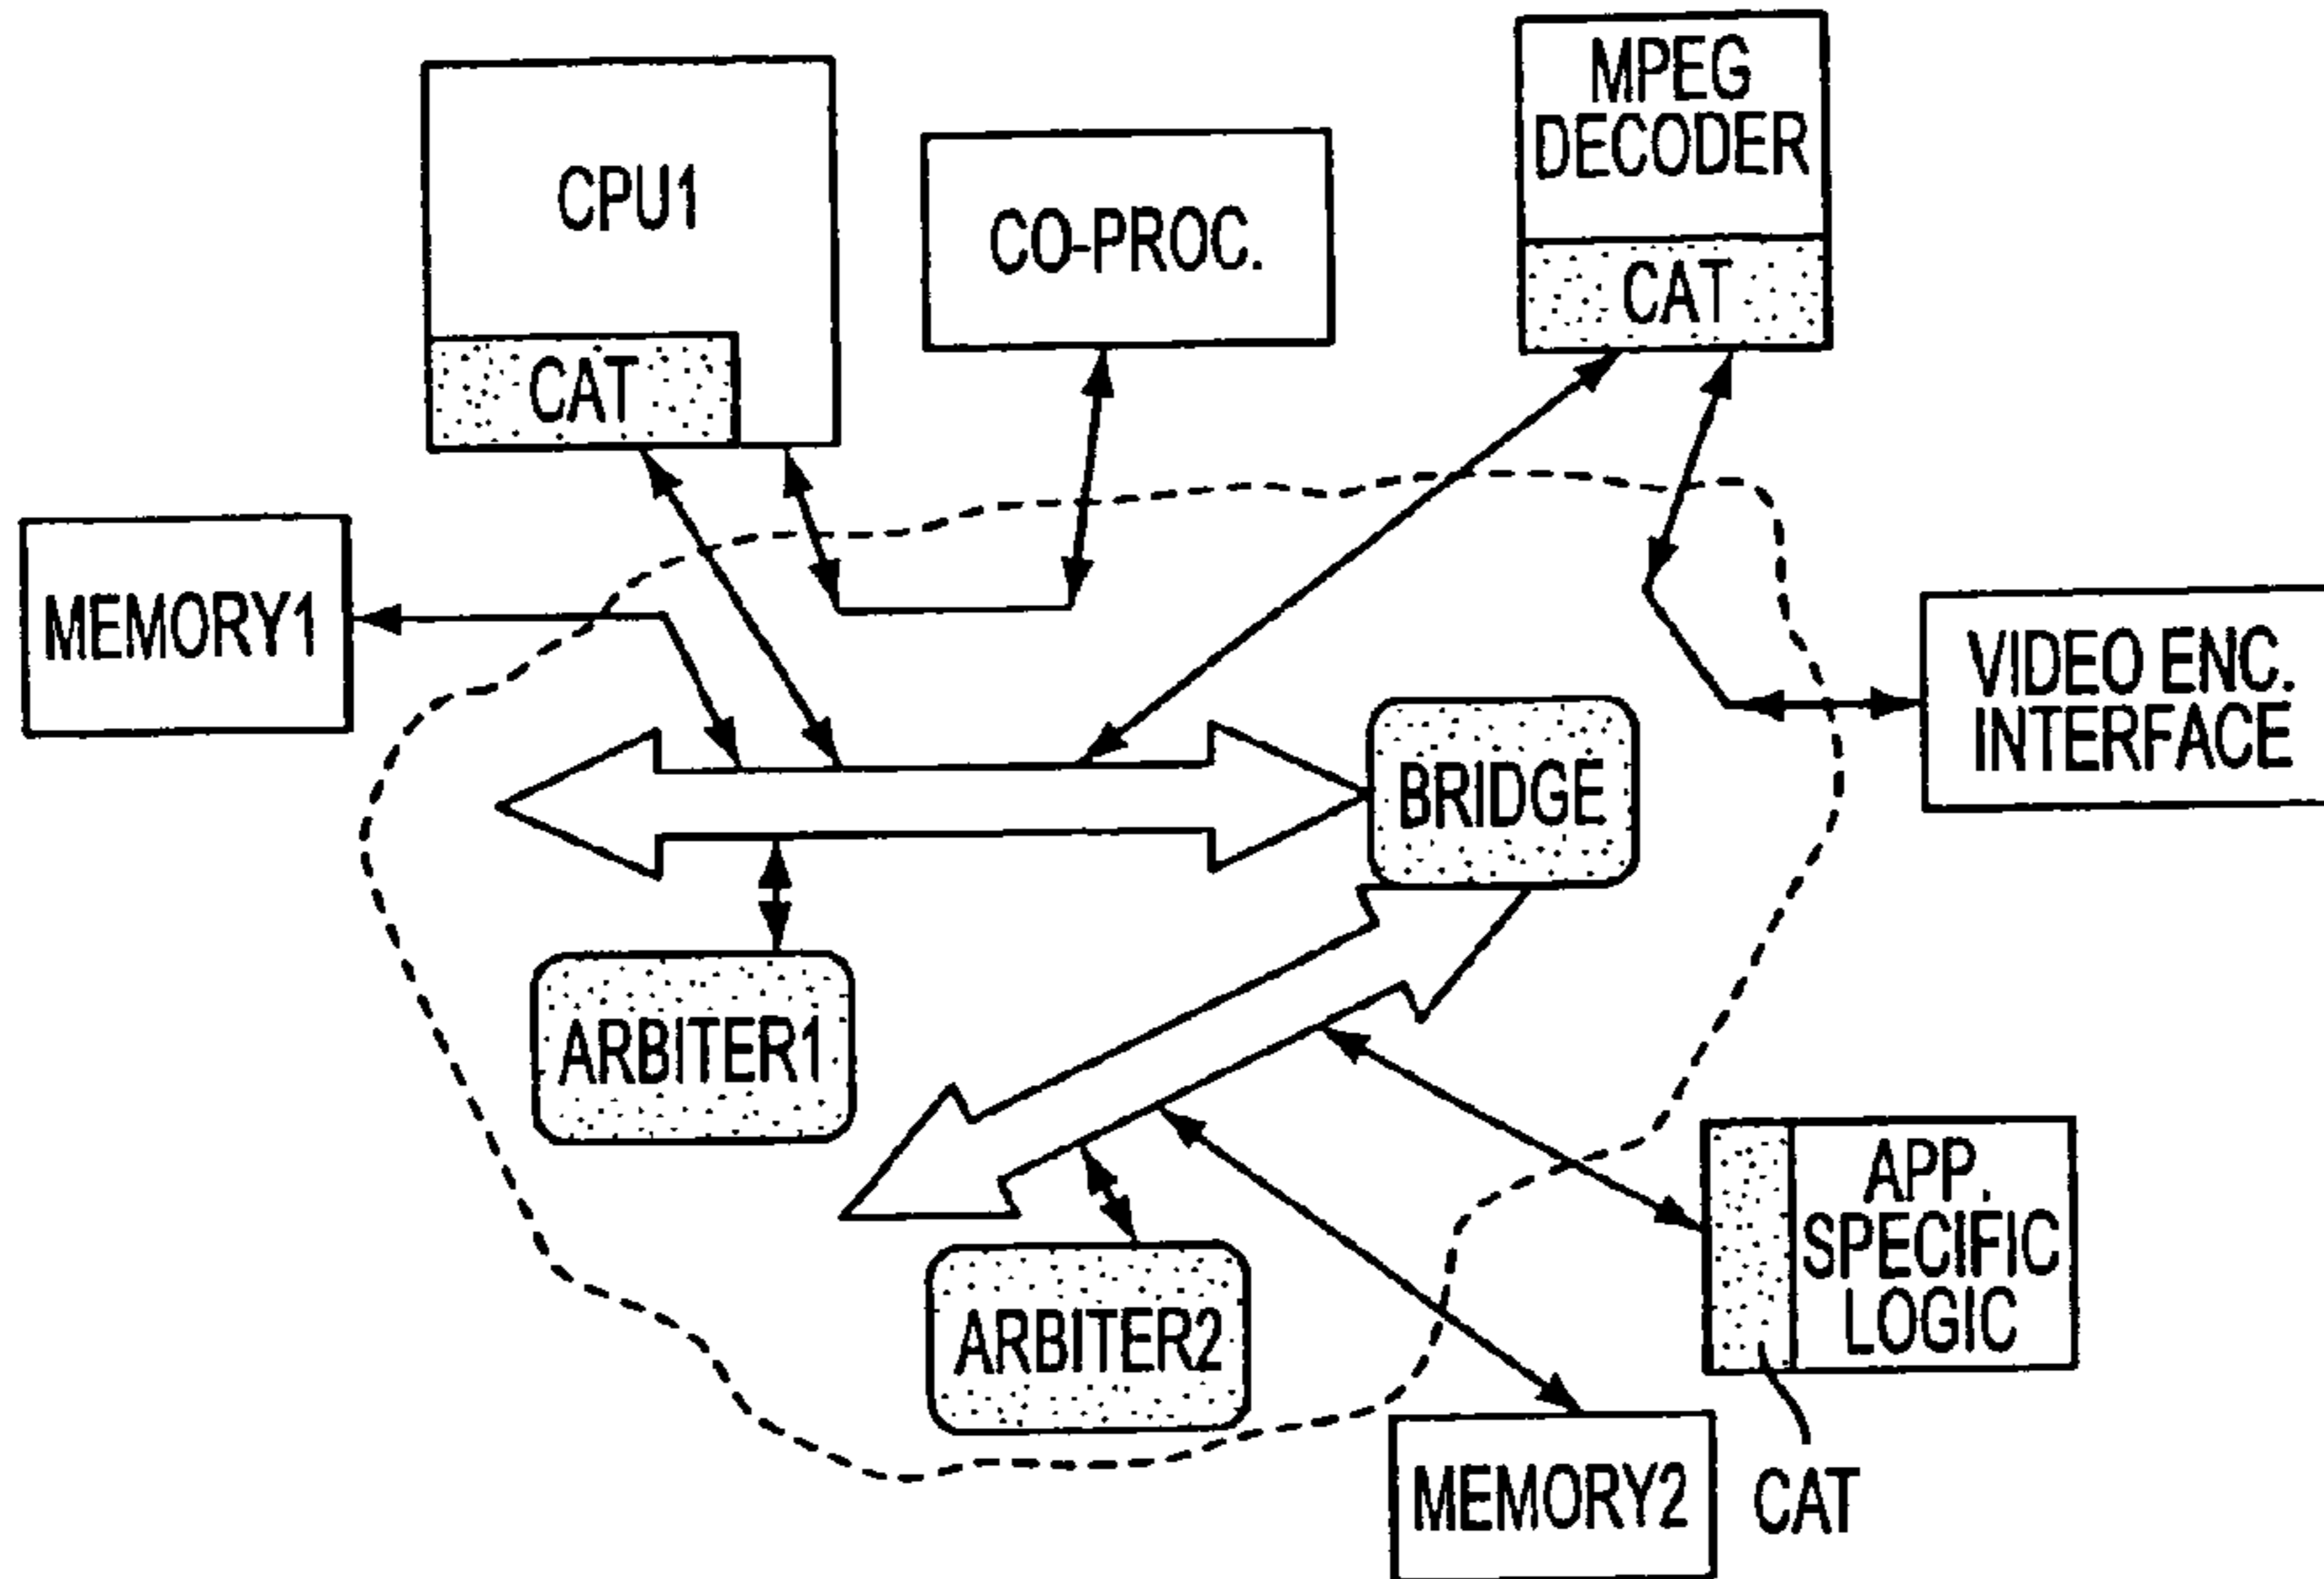 MPEG
DECODER
CAT
CPU1
CAT
CO-PROC.
MEMORY1
VIDEO ENC.
INTERFACE
BRIDGE
ARBITER1
ARBITER2
APP.
SPECIFIC
LOGIC
MEMORY2
CAT